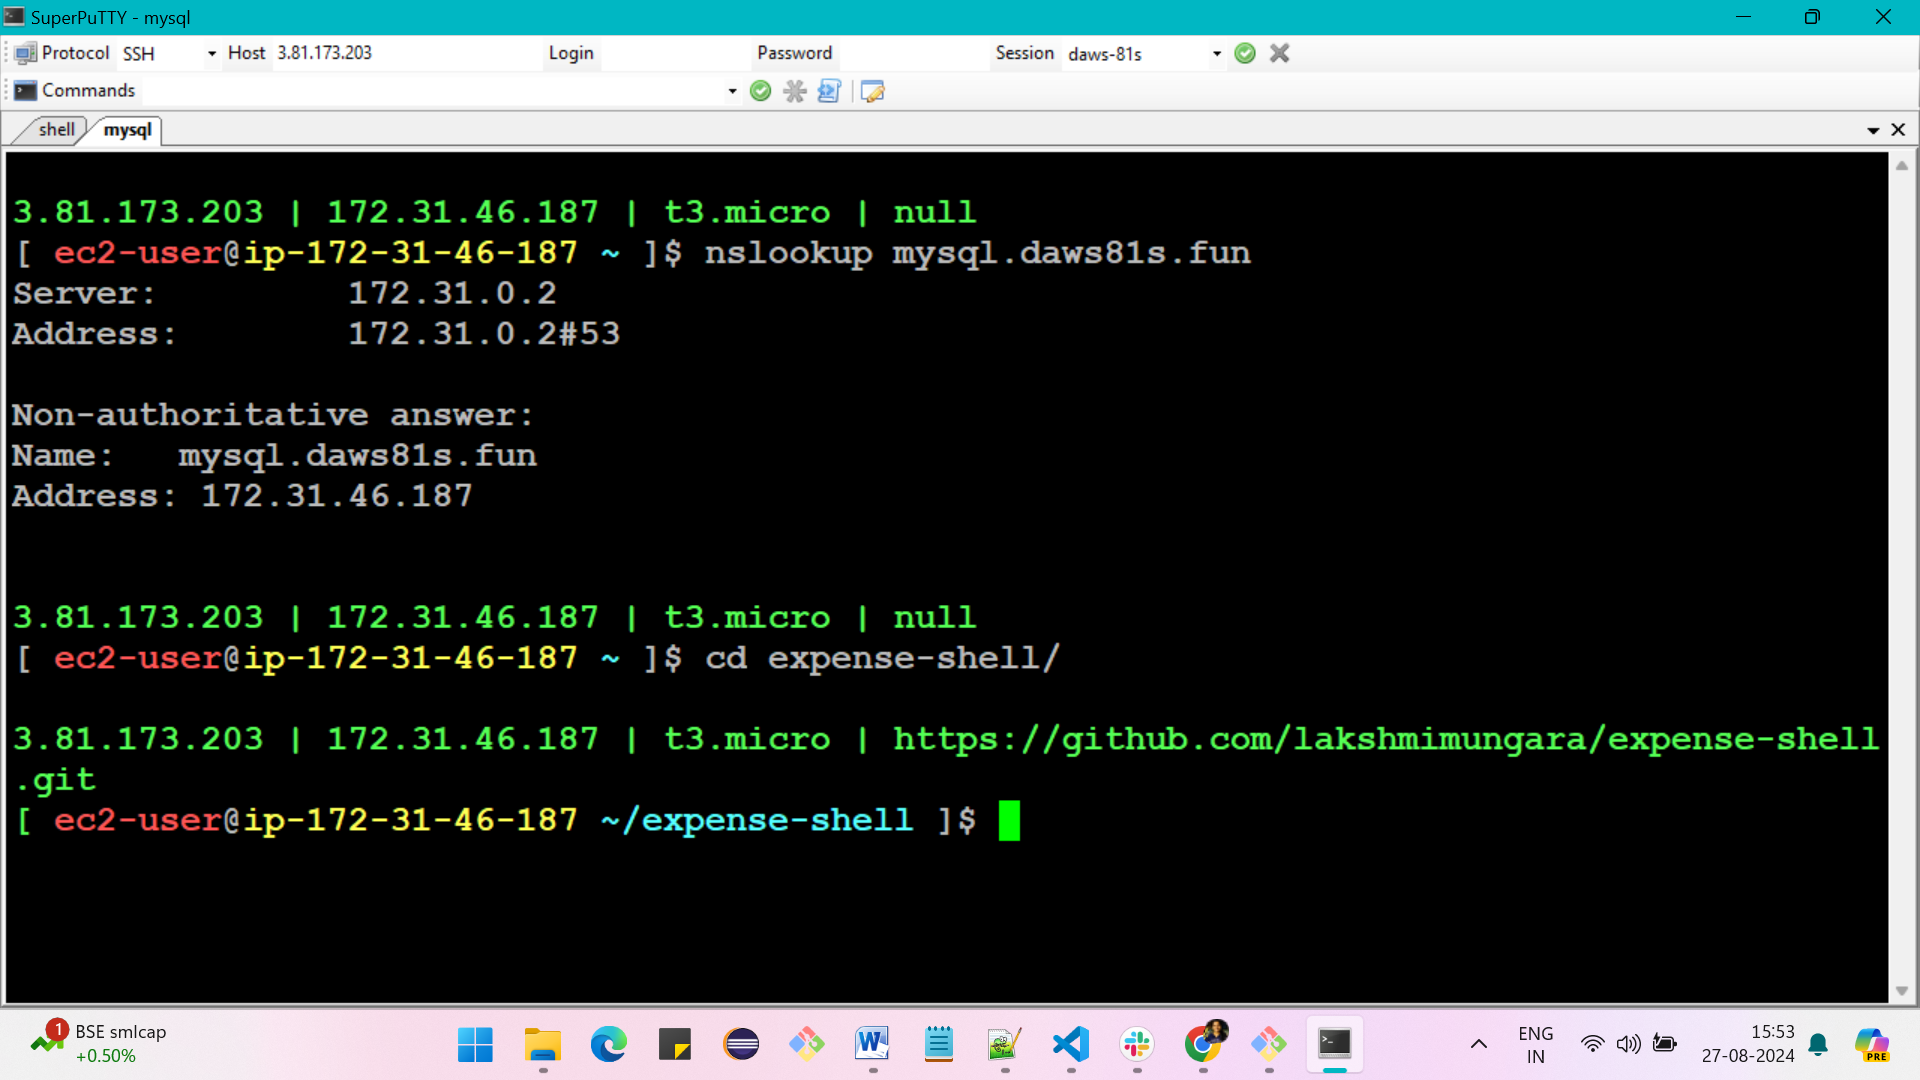 SuperPuTTY - mysql
Protocol SSH Host 3.81.173.203 Login Password Session daws-81s
Commands
shell mysql
3.81.173.203 | 172.31.46.187 | t3.micro | null
[ ec2-user@ip-172-31-46-187 ~ ]$ nslookup mysql.daws81s.fun
Server: 172.31.0.2
Address: 172.31.0.2#53
Non-authoritative answer:
Name: mysql.daws81s.fun
Address: 172.31.46.187
3.81.173.203 | 172.31.46.187 | t3.micro | null
[ ec2-user@ip-172-31-46-187 ~ ]$ cd expense-shell/
3.81.173.203 | 172.31.46.187 | t3.micro | https://github.com/lakshmimungara/expense-shell
.git
[ ec2-user@ip-172-31-46-187 ~/expense-shell ]$
1 BSE smlcap
+0.50%
W
ENG
IN
15:53
27-08-2024
PRE